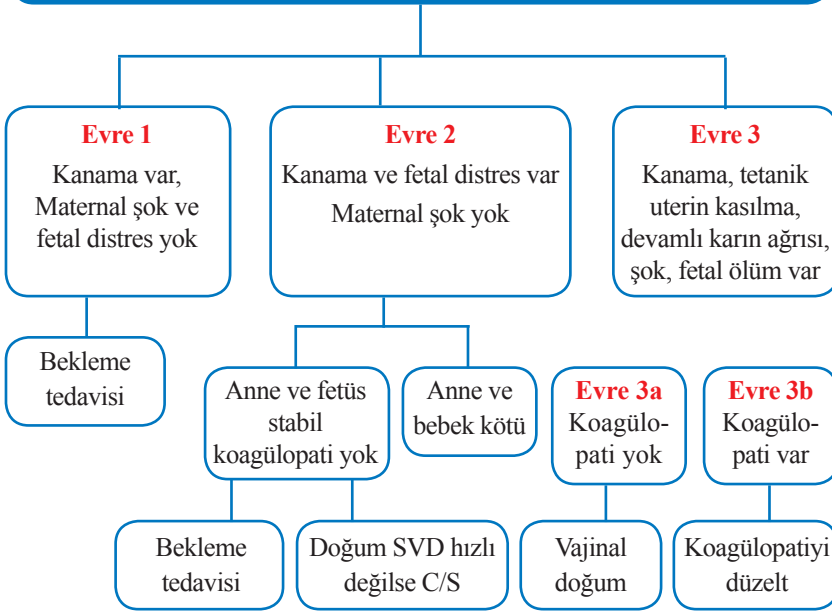 Evre 1
Kanama var,
Maternal şok ve
fetal distres yok
Evre 2
Kanama ve fetal distres var
Maternal şok yok
Evre 3
Kanama, tetanik
uterin kasılma,
devamlı karın ağrısı,
şok, fetal ölüm var
Bekleme
tedavisi
Anne ve fetüs
stabil
koagülopati yok
Anne ve
bebek kötü
Evre 3a
Koagülo-
pati yok
Evre 3b
Koagülo-
pati var
Bekleme
tedavisi
Doğum SVD hızlı
değilse C/S
Vajinal
doğum
Koagülopatiyi
düzelt